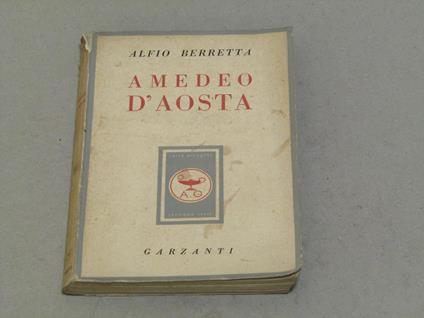 ALFIO BERRETTA
AMEDEO
D'AOSTA
A.G
GARZANTI